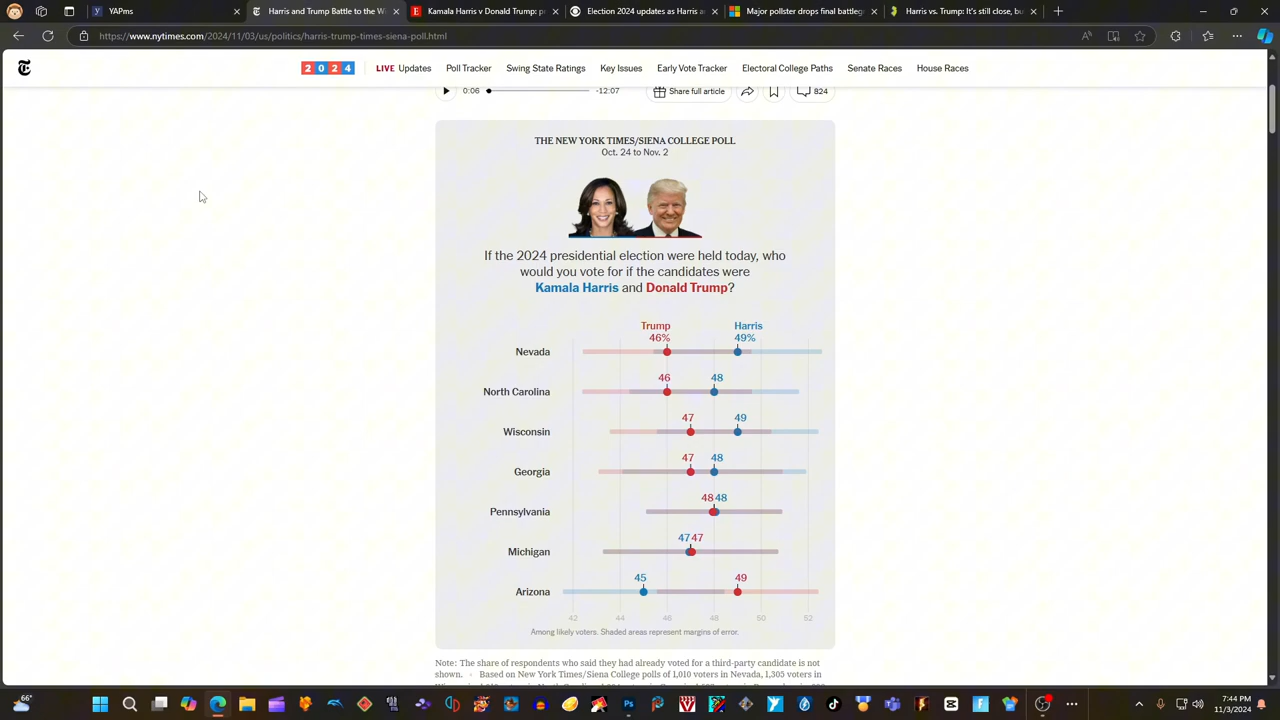 YAPms
Harris and Trump Battle to the Wi
Kamala Harris v Donald Trump: p
Election 2024 updates as Harris a
Major pollster drops final battleg
Harris vs. Trump: It's still close, bu
https://www.nytimes.com/2024/11/03/us/politics/harris-trump-times-siena-poll.html
2024
LIVE Updates Poll Tracker Swing State Ratings Key Issues Early Vote Tracker Electoral College Paths Senate Races House Races
0:06 -12:07 Share full article 824
THE NEW YORK TIMES/SIENA COLLEGE POLL
Oct. 24 to Nov. 2
If the 2024 presidential election were held today, who
would you vote for if the candidates were
Kamala Harris and Donald Trump?
Trump Harris
46% 49%
Nevada
46 48
North Carolina
47 49
Wisconsin
47 48
Georgia
48 48
Pennsylvania
47 47
Michigan
45 49
Arizona
42 44 46 48 50 52
Among likely voters. Shaded areas represent margins of error.
Note: The share of respondents who said they had already voted for a third-party candidate is not
shown. • Based on New York Times/Siena College polls of 1,010 voters in Nevada, 1,305 voters in
66°
7:44 PM
11/3/2024